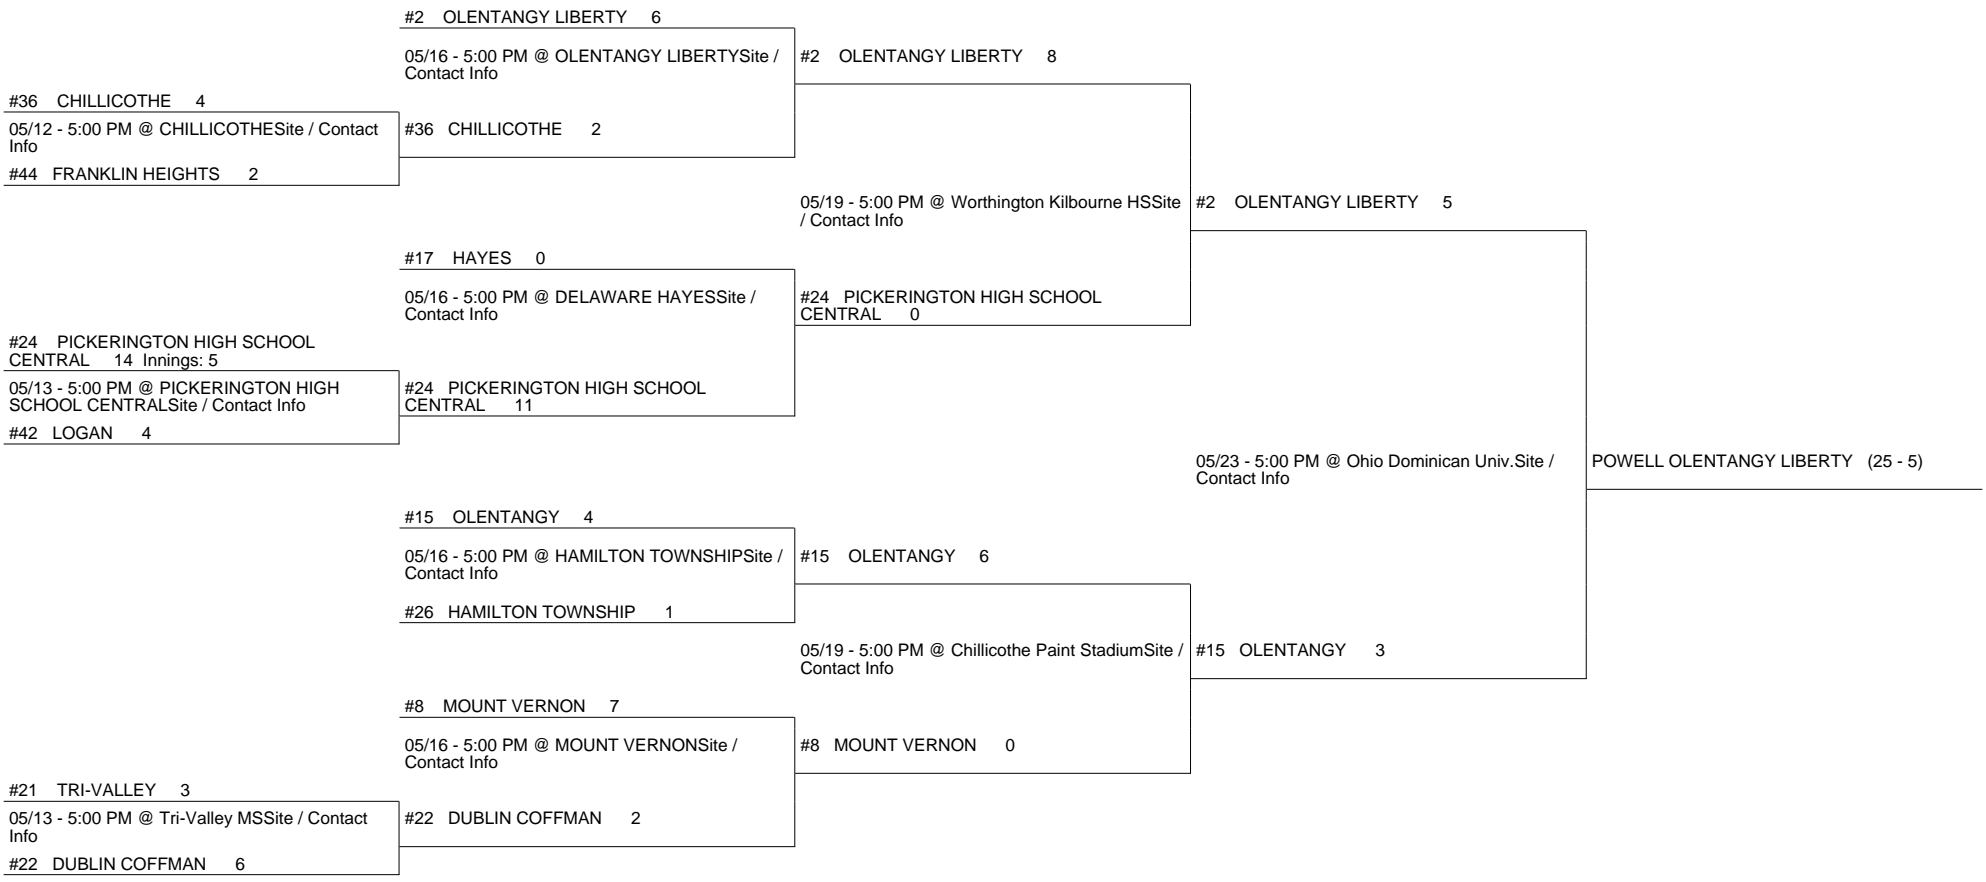 #2 OLENTANGY LIBERTY 6
05/16 - 5:00 PM @ OLENTANGY LIBERTYSite /
Contact Info
#36 CHILLICOTHE 4
05/12 - 5:00 PM @ CHILLICOTHESite / Contact
Info
#44 FRANKLIN HEIGHTS 2
#36 CHILLICOTHE 2
#2 OLENTANGY LIBERTY 8
05/19 - 5:00 PM @ Worthington Kilbourne HSSite
/ Contact Info
#2 OLENTANGY LIBERTY 5
#17 HAYES 0
05/16 - 5:00 PM @ DELAWARE HAYESSite /
Contact Info
#24 PICKERINGTON HIGH SCHOOL
CENTRAL 0
#24 PICKERINGTON HIGH SCHOOL
CENTRAL 14 Innings: 5
05/13 - 5:00 PM @ PICKERINGTON HIGH
SCHOOL CENTRALSite / Contact Info
#42 LOGAN 4
#24 PICKERINGTON HIGH SCHOOL
CENTRAL 11
05/23 - 5:00 PM @ Ohio Dominican Univ.Site /
Contact Info
POWELL OLENTANGY LIBERTY (25 - 5)
#15 OLENTANGY 4
05/16 - 5:00 PM @ HAMILTON TOWNSHIPSite /
Contact Info
#26 HAMILTON TOWNSHIP 1
#15 OLENTANGY 6
05/19 - 5:00 PM @ Chillicothe Paint StadiumSite /
Contact Info
#15 OLENTANGY 3
#8 MOUNT VERNON 7
05/16 - 5:00 PM @ MOUNT VERNONSite /
Contact Info
#8 MOUNT VERNON 0
#21 TRI-VALLEY 3
05/13 - 5:00 PM @ Tri-Valley MSSite / Contact
Info
#22 DUBLIN COFFMAN 6
#22 DUBLIN COFFMAN 2